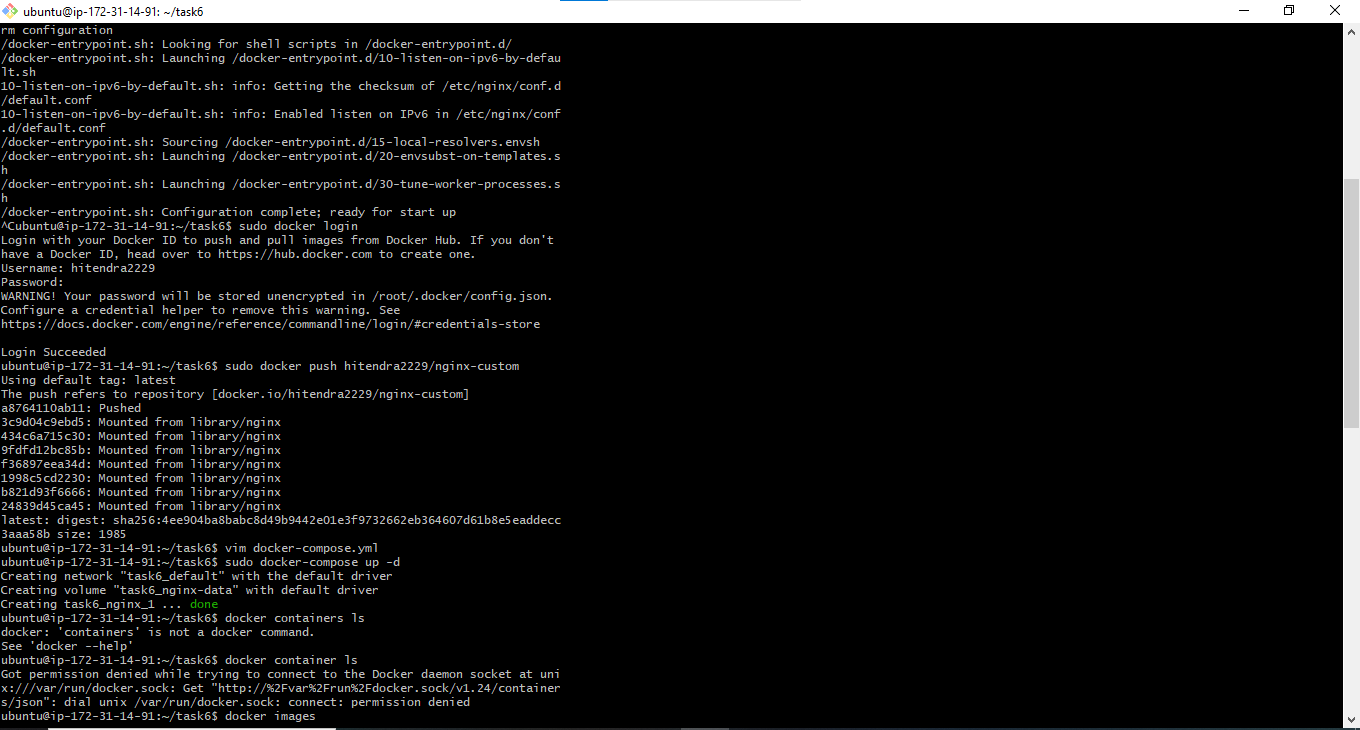 ubuntu@ip-172-31-14-91: ~/task6
rm configuration
/docker-entrypoint.sh: Looking for shell scripts in /docker-entrypoint.d/
/docker-entrypoint.sh: Launching /docker-entrypoint.d/10-listen-on-ipv6-by-defau
lt.sh
10-listen-on-ipv6-by-default.sh: info: Getting the checksum of /etc/nginx/conf.d
/default.conf
10-listen-on-ipv6-by-default.sh: info: Enabled listen on IPv6 in /etc/nginx/conf
.d/default.conf
/docker-entrypoint.sh: Sourcing /docker-entrypoint.d/15-local-resolvers.envsh
/docker-entrypoint.sh: Launching /docker-entrypoint.d/20-envsubst-on-templates.s
h
/docker-entrypoint.sh: Launching /docker-entrypoint.d/30-tune-worker-processes.s
h
/docker-entrypoint.sh: Configuration complete; ready for start up
^Cubuntu@ip-172-31-14-91:~/task6$ sudo docker login
Login with your Docker ID to push and pull images from Docker Hub. If you don't
have a Docker ID, head over to https://hub.docker.com to create one.
Username: hitendra2229
Password:
WARNING! Your password will be stored unencrypted in /root/.docker/config.json.
Configure a credential helper to remove this warning. See
https://docs.docker.com/engine/reference/commandline/login/#credentials-store
Login Succeeded
ubuntu@ip-172-31-14-91:~/task6$ sudo docker push hitendra2229/nginx-custom
Using default tag: latest
The push refers to repository [docker.io/hitendra2229/nginx-custom]
a8764110ab11: Pushed
3c9d04c9ebd5: Mounted from library/nginx
434c6a715c30: Mounted from library/nginx
9fdfd12bc85b: Mounted from library/nginx
f36897eea34d: Mounted from library/nginx
1998c5cd2230: Mounted from library/nginx
b821d93f6666: Mounted from library/nginx
24839d45ca45: Mounted from library/nginx
latest: digest: sha256:4ee904ba8babc8d49b9442e01e3f9732662eb364607d61b8e5eaddecc
3aaa58b size: 1985
ubuntu@ip-172-31-14-91:~/task6$ vim docker-compose.yml
ubuntu@ip-172-31-14-91:~/task6$ sudo docker-compose up -d
Creating network "task6_default" with the default driver
Creating volume "task6_nginx-data" with default driver
Creating task6_nginx_1 ... done
ubuntu@ip-172-31-14-91:~/task6$ docker containers ls
docker: 'containers' is not a docker command.
See 'docker --help'
ubuntu@ip-172-31-14-91:~/task6$ docker container ls
Got permission denied while trying to connect to the Docker daemon socket at uni
x:///var/run/docker.sock: Get "http://%2Fvar%2Frun%2Fdocker.sock/v1.24/container
s/json": dial unix /var/run/docker.sock: connect: permission denied
ubuntu@ip-172-31-14-91:~/task6$ docker images